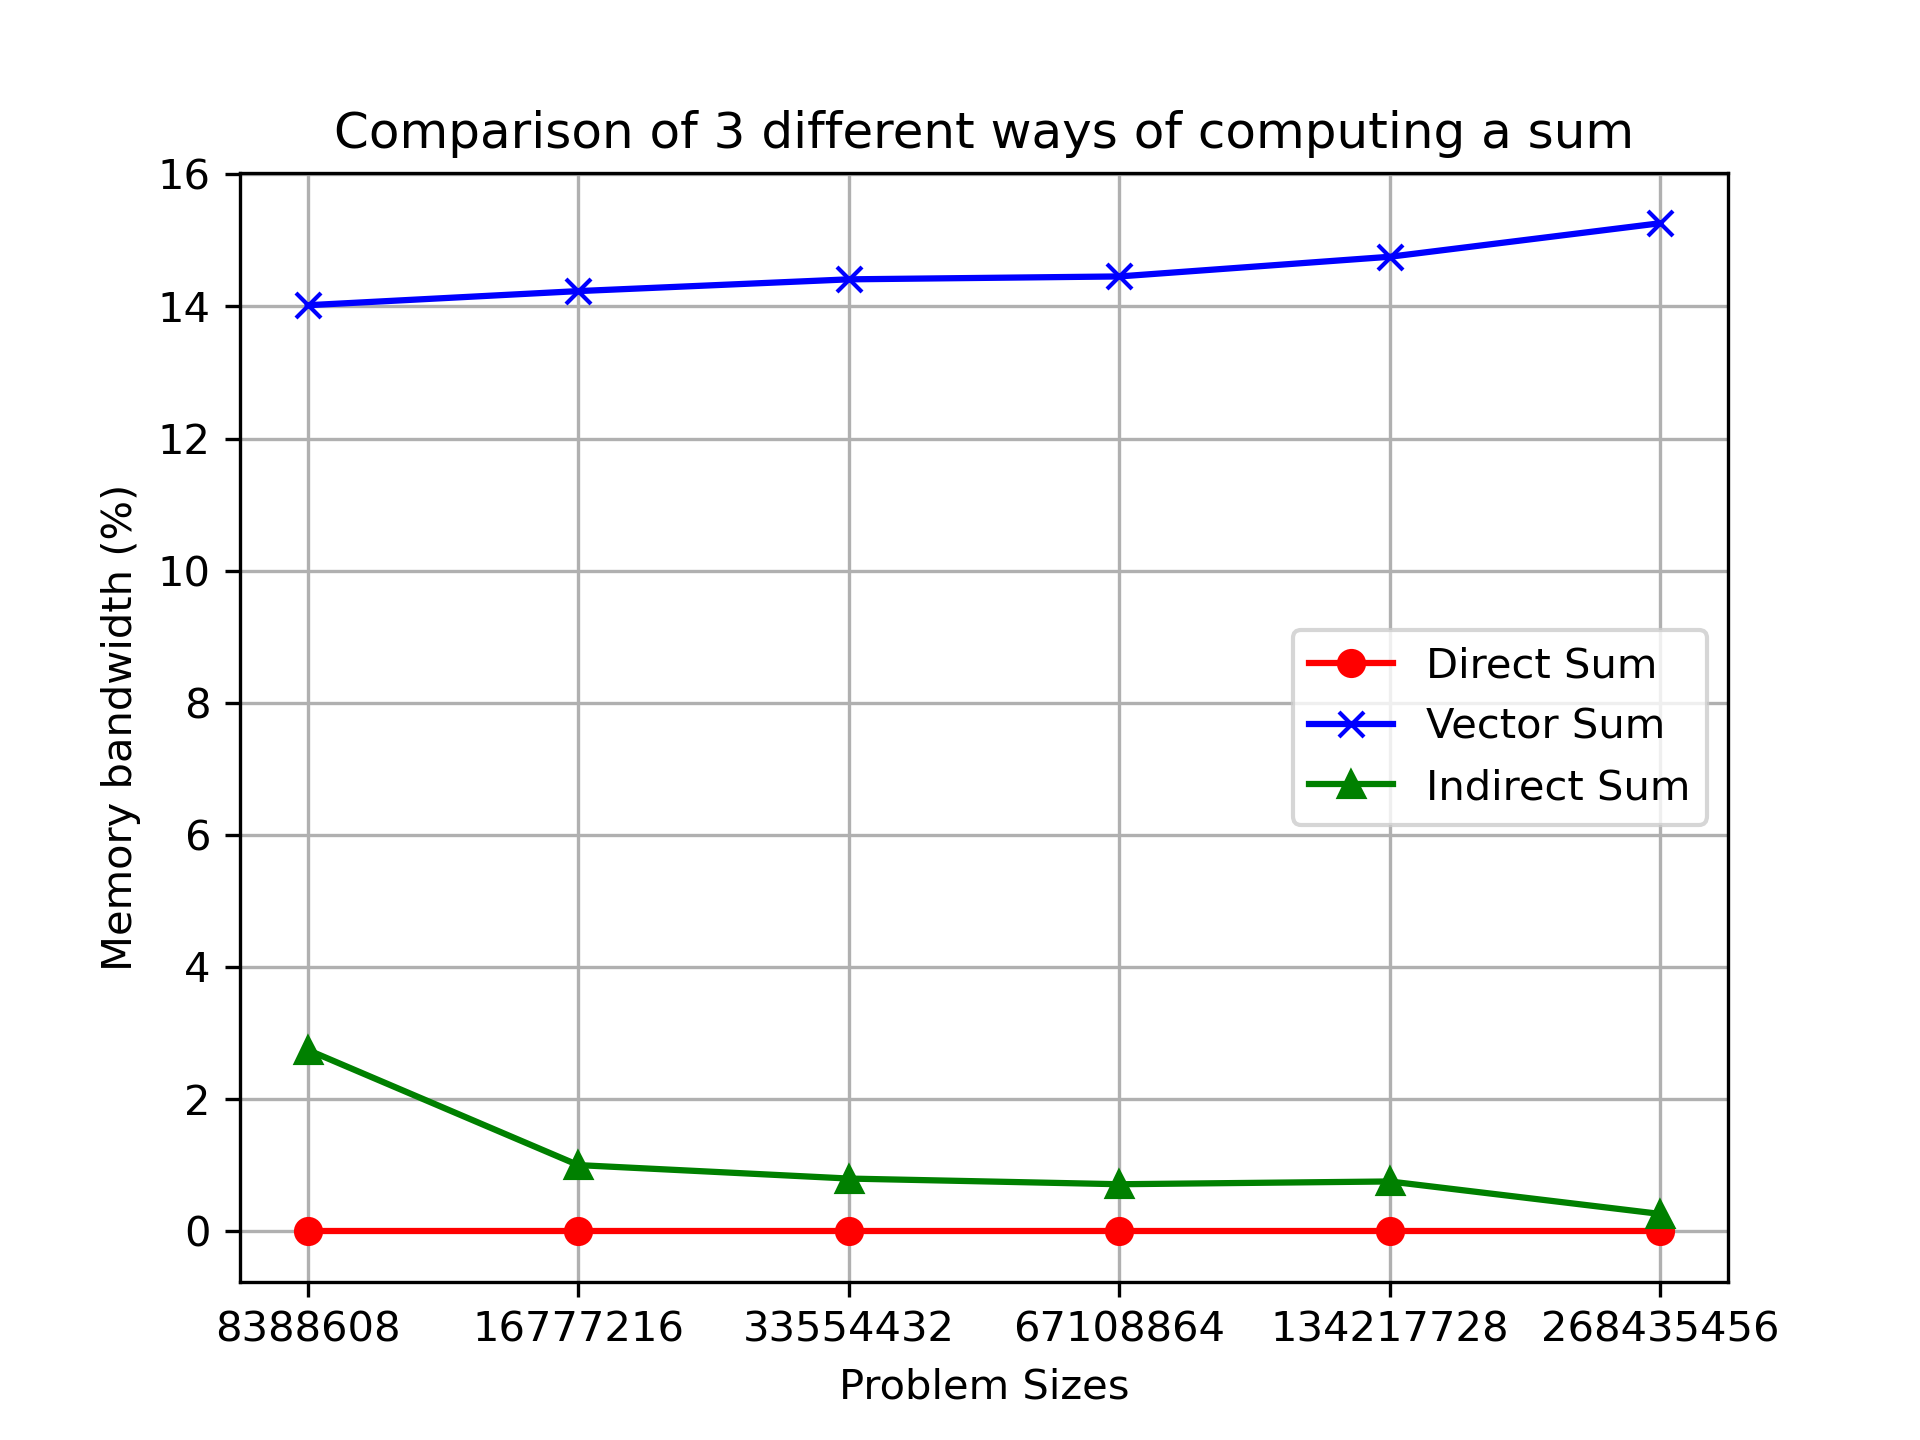 Comparison of 3 different ways of computing a sum
16
14
12
10
8
6
4
2
0
Memory bandwidth (%)
Direct Sum
Vector Sum
Indirect Sum
8388608 16777216 33554432 67108864 134217728 268435456
Problem Sizes